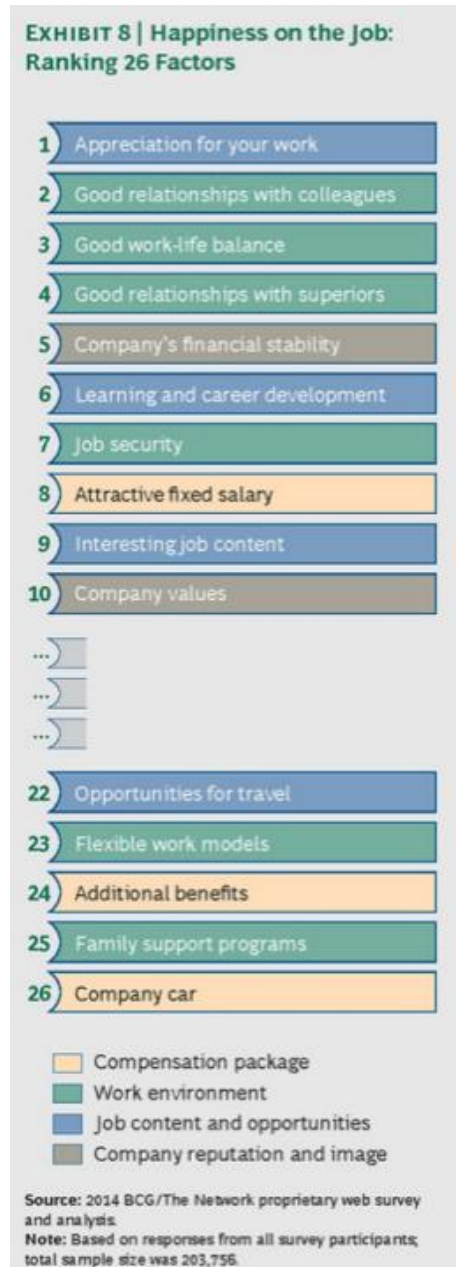 EXHIBIT 8 | Happiness on the Job:
Ranking 26 Factors
1 Appreciation for your work
2 Good relationships with colleagues
3 Good work-life balance
4 Good relationships with superiors
5 Company's financial stability
6 Learning and career development
7 Job security
8 Attractive fixed salary
9 Interesting job content
10 Company values
...
...
...
22 Opportunities for travel
23 Flexible work models
24 Additional benefits
25 Family support programs
26 Company car
Compensation package
Work environment
Job content and opportunities
Company reputation and image
Source: 2014 BCG/The Network proprietary web survey
and analysis.
Note: Based on responses from all survey participants;
total sample size was 203,756.